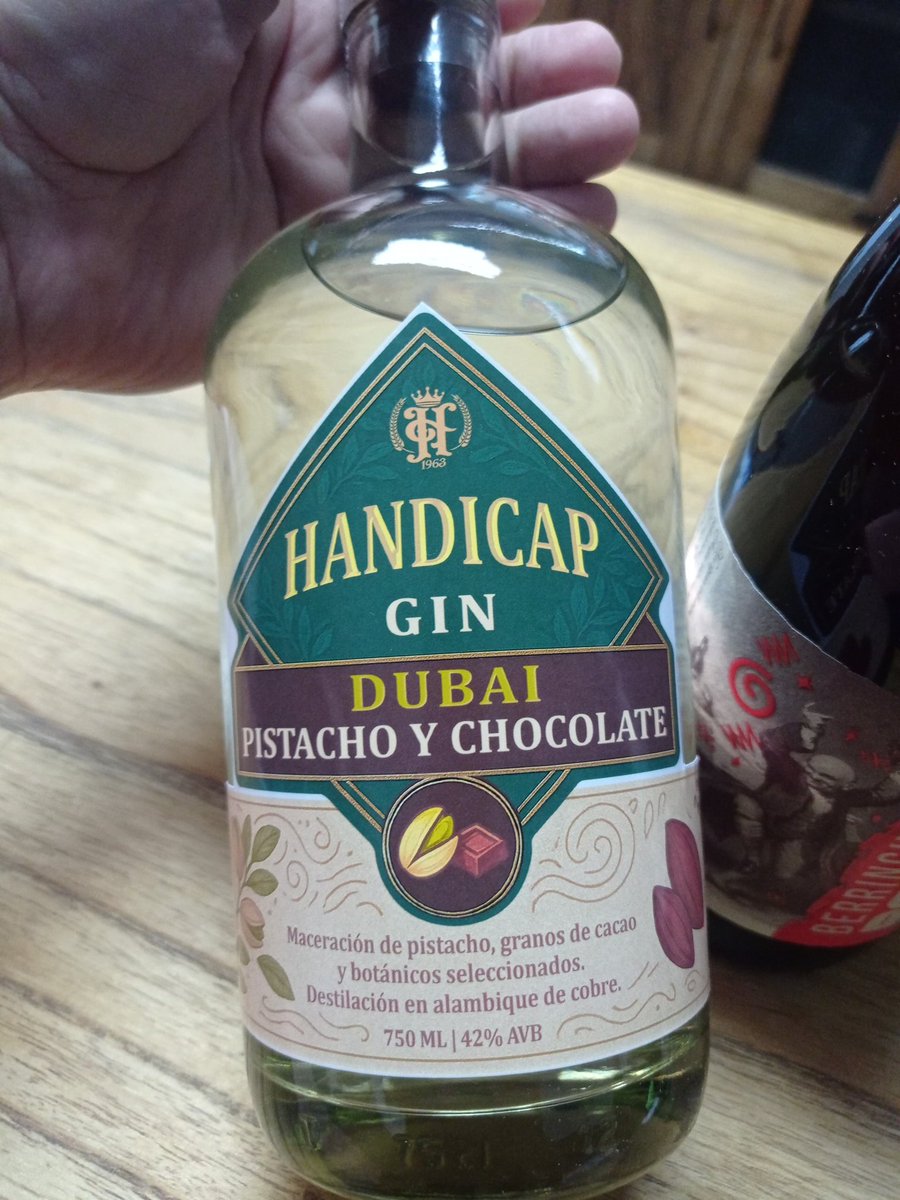 H
1963
HANDICAP
GIN
DUBAI
PISTACHO Y CHOCOLATE
Maceración de pistacho, granos de cacao
y botánicos seleccionados.
Destilación en alambique de cobre.
750 ML | 42% AVB
75cl